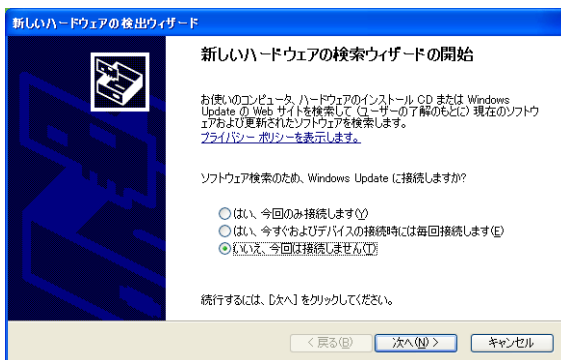 新しいハードウェアの検出ウィザード
新しいハードウェアの検索ウィザードの開始
お使いのコンピュータ、ハードウェアのインストール CD または Windows
Update の Web サイトを検索して (ユーザーの了解のもとに) 現在のソフトウ
ェアおよび更新されたソフトウェアを検索します。
プライバシー ポリシーを表示します。
ソフトウェア検索のため、Windows Update に接続しますか?
はい、今回のみ接続します(Y)
はい、今すぐおよびデバイスの接続時には毎回接続します(E)
いいえ、今回は接続しません(T)
続行するには、[次へ] をクリックしてください。
< 戻る(B)
次へ(N) >
キャンセル